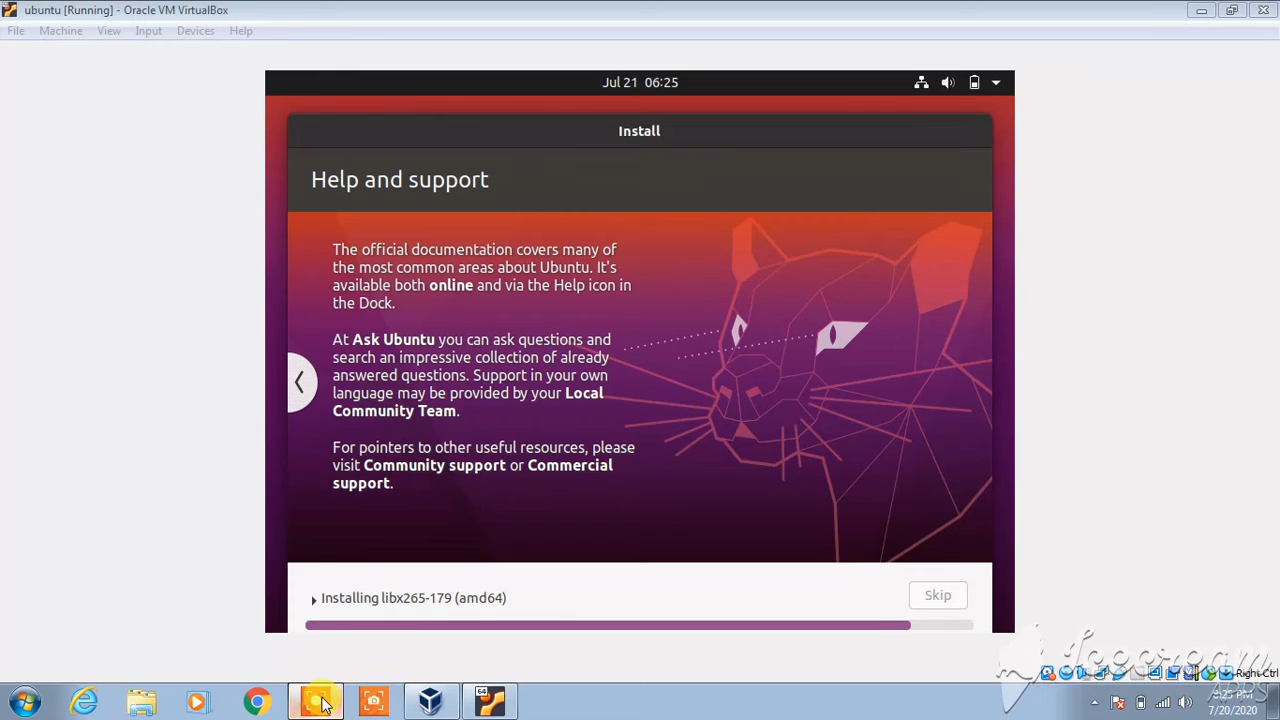 ubuntu [Running] - Oracle VM VirtualBox
File Machine View Input Devices Help
Jul 21 06:25
Install
Help and support
The official documentation covers many of
the most common areas about Ubuntu. It's
available both online and via the Help icon in
the Dock.
At Ask Ubuntu you can ask questions and
search an impressive collection of already
answered questions. Support in your own
language may be provided by your Local
Community Team.
For pointers to other useful resources, please
visit Community support or Commercial
support.
Installing libx265-179 (amd64)
Skip
Right Ctrl
64
7/20/2020